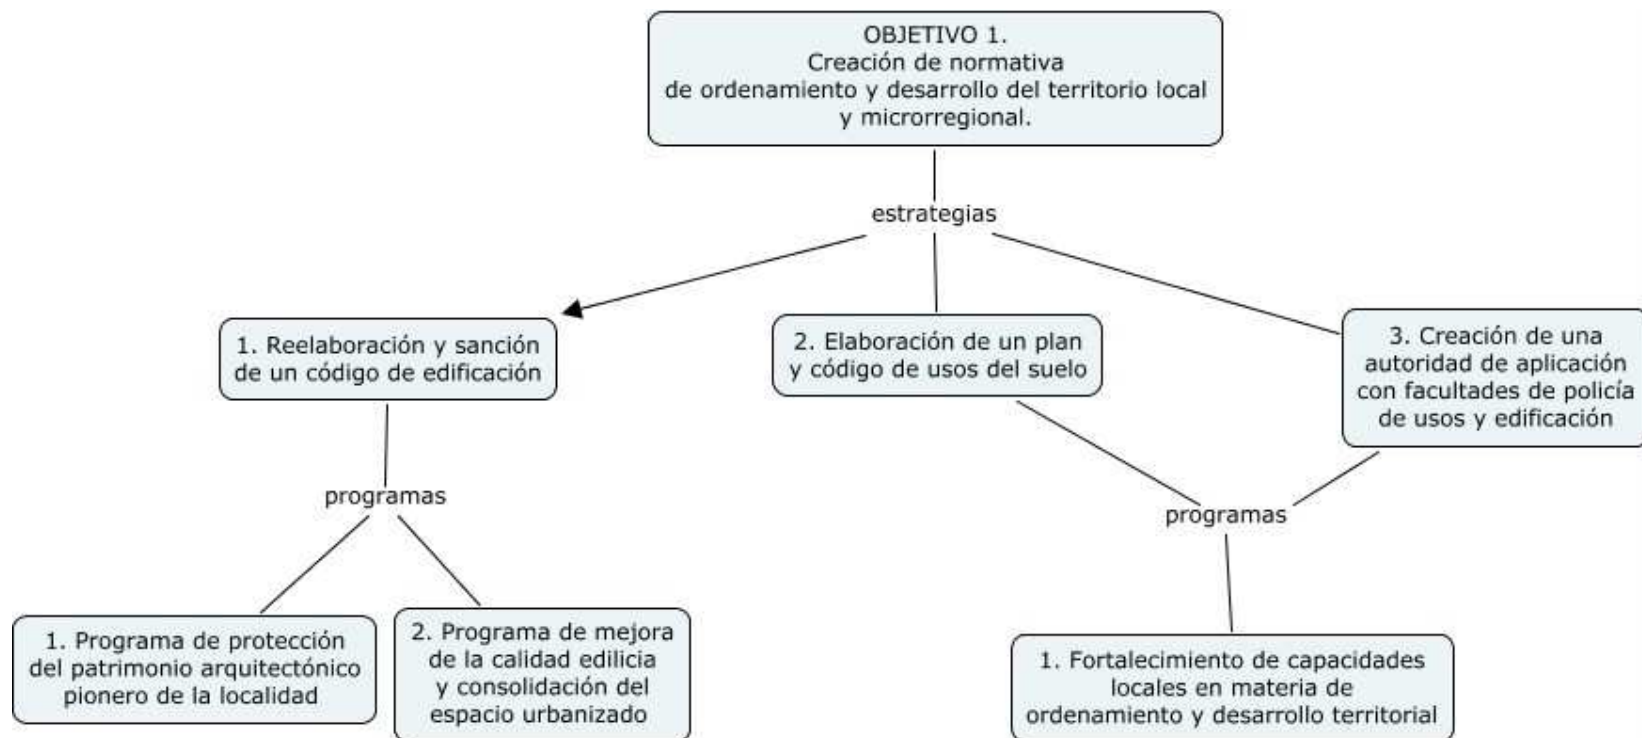 OBJETIVO 1.
Creación de normativa
de ordenamiento y desarrollo del territorio local
y microrregional.
estrategias
1. Reelaboración y sanción
de un código de edificación
2. Elaboración de un plan
y código de usos del suelo
3. Creación de una
autoridad de aplicación
con facultades de policía
de usos y edificación
programas
programas
1. Programa de protección
del patrimonio arquitectónico
pionero de la localidad
2. Programa de mejora
de la calidad edilicia
y consolidación del
espacio urbanizado
1. Fortalecimiento de capacidades
locales en materia de
ordenamiento y desarrollo territorial